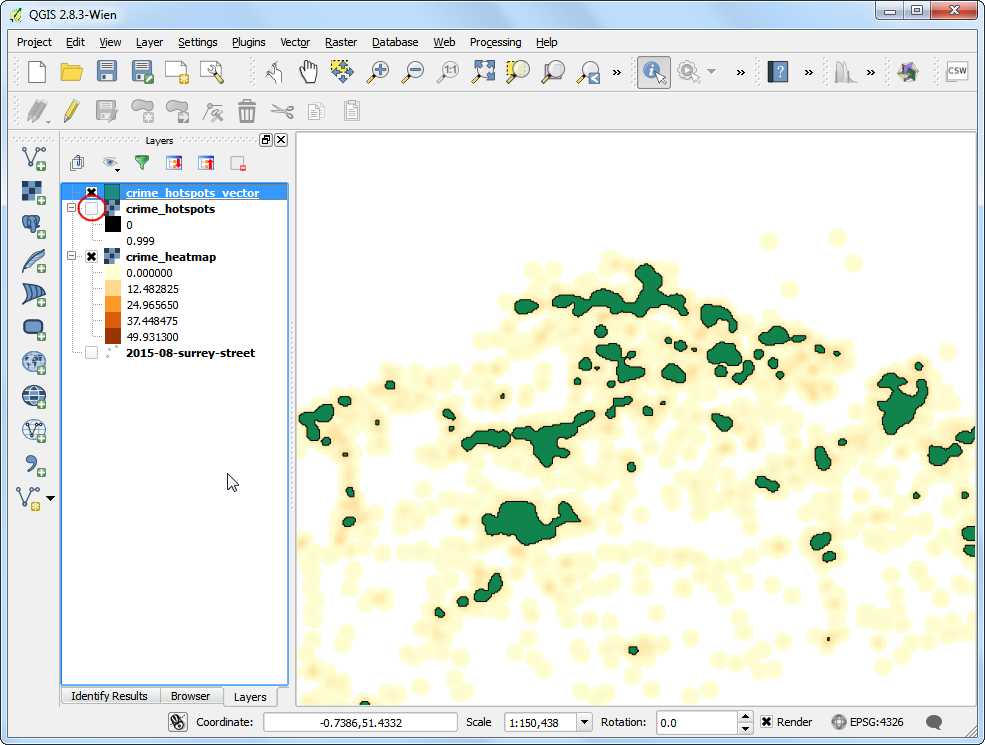 QGIS 2.8.3-Wien
Project Edit View Layer Settings Plugins Vector Raster Database Web Processing Help
1:1
»
»
?
»
»
CSW
Layers
crime_hotspots_vector
crime_hotspots
0
0.999
crime_heatmap
0.000000
12.482825
24.965650
37.448475
49.931300
2015-08-surrey-street
Identify Results Browser Layers
Coordinate: -0.7386,51.4332 Scale 1:150,438 Rotation: 0.0 Render EPSG:4326